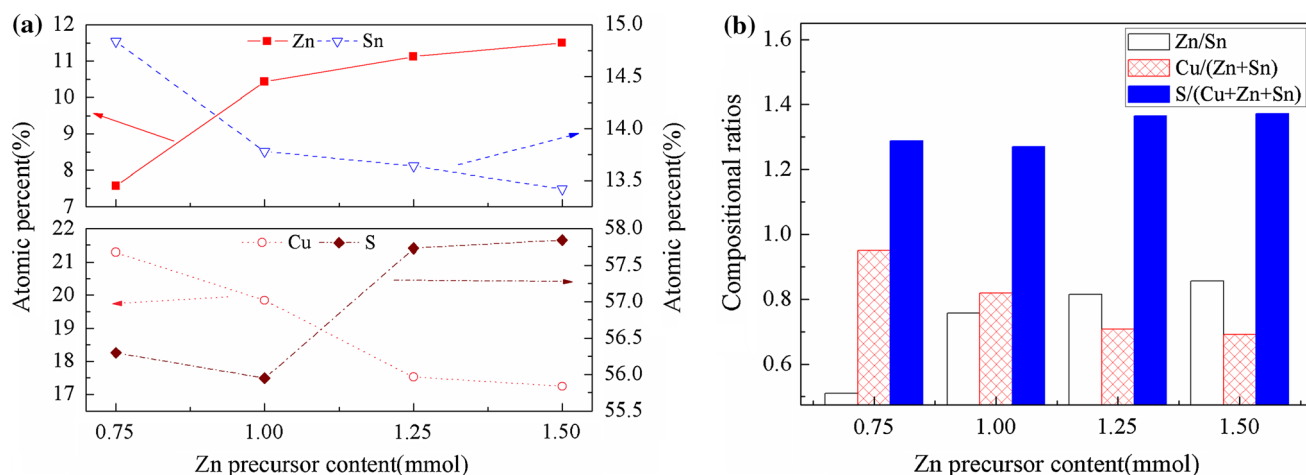 (a)
12
11
10
9
8
7
Zn
Sn
15.0
14.5
14.0
13.5
22
21
20
19
18
17
Cu
S
58.0
57.5
57.0
56.5
56.0
55.5
Atomic percent(%)
Atomic percent(%)
0.75 1.00 1.25 1.50
Zn precursor content(mmol)
(b)
1.6
1.4
1.2
1.0
0.8
0.6
Compositional ratios
Zn/Sn
Cu/(Zn+Sn)
S/(Cu+Zn+Sn)
0.75 1.00 1.25 1.50
Zn precursor content(mmol)